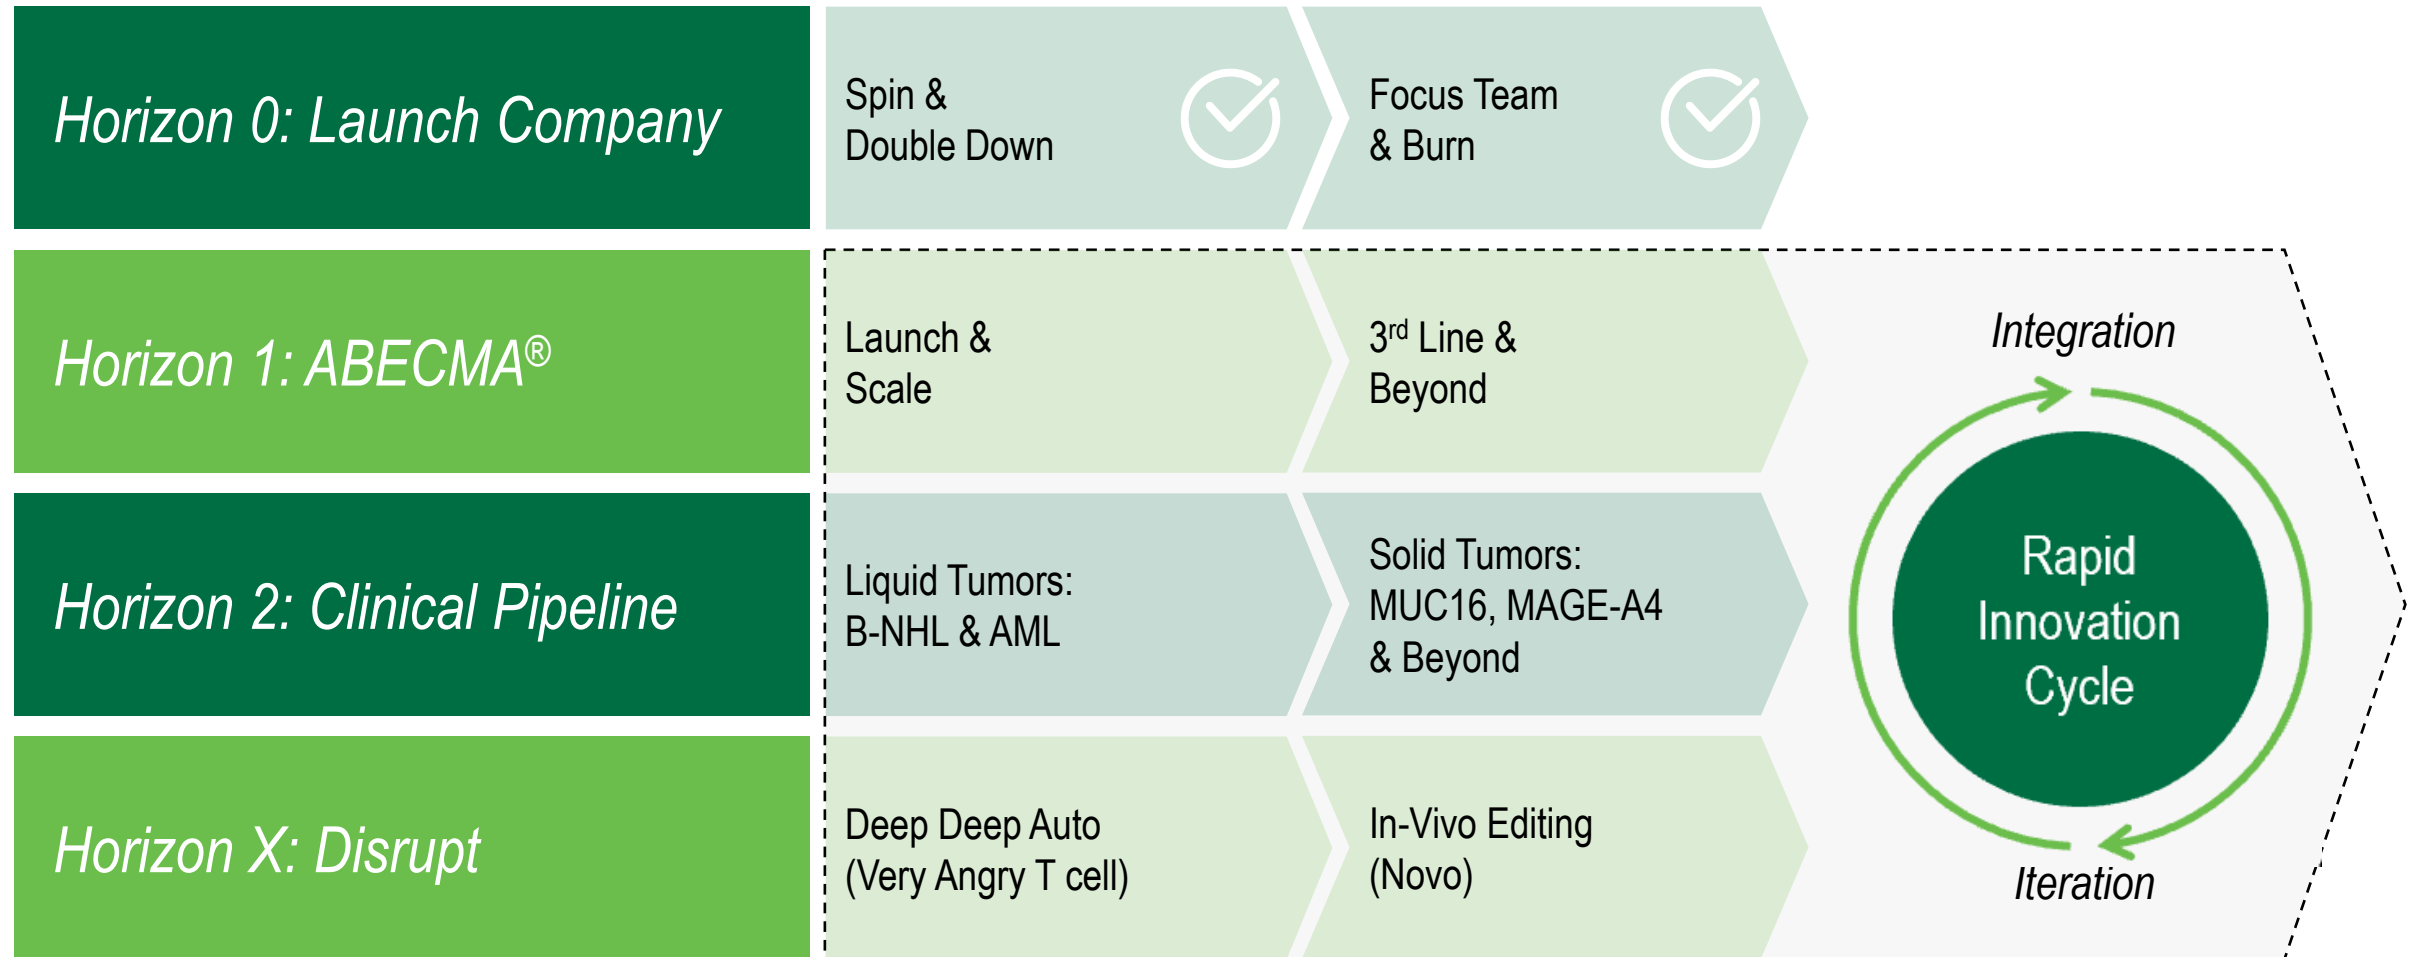 Horizon 0: Launch Company
Spin &
Double Down
Focus Team
& Burn
Horizon 1: ABECMA®
Launch &
Scale
3rd Line &
Beyond
Horizon 2: Clinical Pipeline
Liquid Tumors:
B-NHL & AML
Solid Tumors:
MUC16, MAGE-A4
& Beyond
Horizon X: Disrupt
Deep Deep Auto
(Very Angry T cell)
In-Vivo Editing
(Novo)
Integration
Rapid
Innovation
Cycle
Iteration